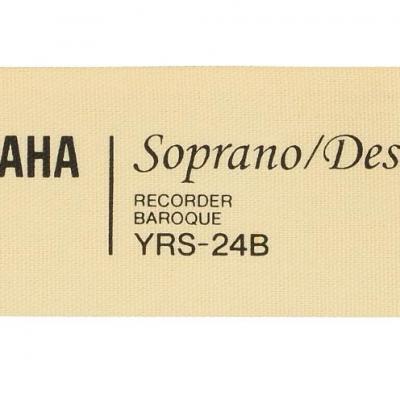 AHA
Soprano/Des
RECORDER
BAROQUE
YRS-24B